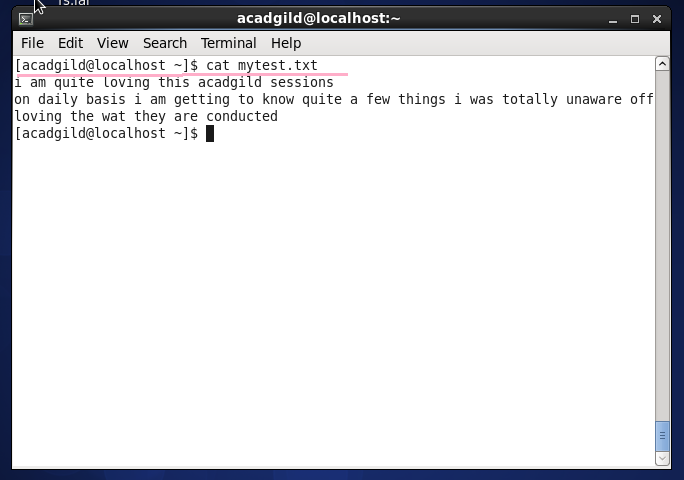 acadgild@localhost:~
File Edit View Search Terminal Help
[acadgild@localhost ~]$ cat mytest.txt
i am quite loving this acadgild sessions
on daily basis i am getting to know quite a few things i was totally unaware off
loving the wat they are conducted
[acadgild@localhost ~]$